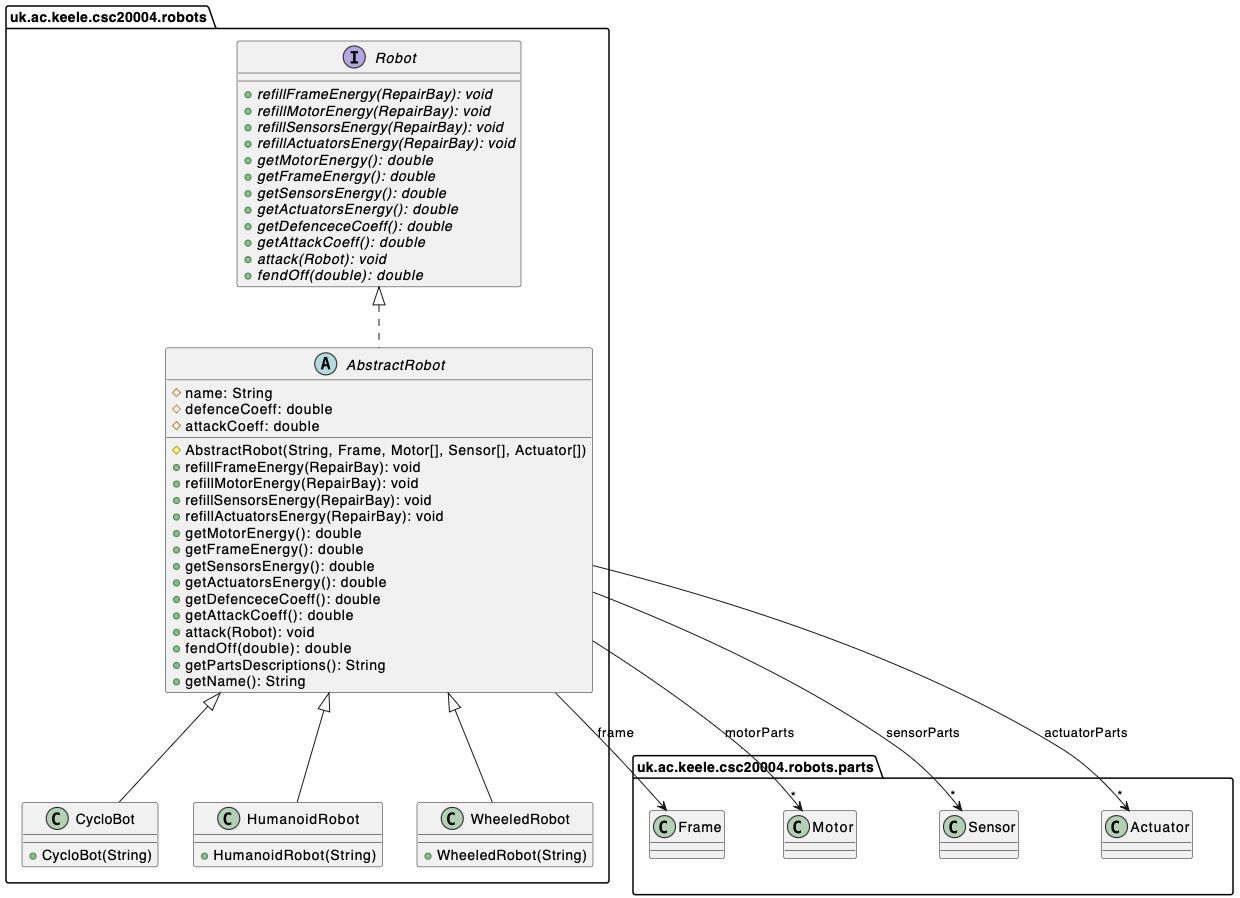 uk.ac.keele.csc20004.robots
I Robot
refillFrameEnergy(RepairBay): void
refillMotorEnergy(RepairBay): void
refillSensorsEnergy(RepairBay): void
refillActuatorsEnergy(RepairBay): void
getMotorEnergy(): double
getFrameEnergy(): double
getSensorsEnergy(): double
getActuatorsEnergy(): double
getDefenceceCoeff(): double
getAttackCoeff(): double
attack(Robot): void
fendOff(double): double
A AbstractRobot
name: String
defenceCoeff: double
attackCoeff: double
AbstractRobot(String, Frame, Motor[], Sensor[], Actuator[])
refillFrameEnergy(RepairBay): void
refillMotorEnergy(RepairBay): void
refillSensorsEnergy(RepairBay): void
refillActuatorsEnergy(RepairBay): void
getMotorEnergy(): double
getFrameEnergy(): double
getSensorsEnergy(): double
getActuatorsEnergy(): double
getDefenceceCoeff(): double
getAttackCoeff(): double
attack(Robot): void
fendOff(double): double
getPartsDescriptions(): String
getName(): String
frame
motorParts
sensorParts
actuatorParts
uk.ac.keele.csc20004.robots.parts
*
*
*
C CycloBot
CycloBot(String)
C HumanoidRobot
HumanoidRobot(String)
C WheeledRobot
WheeledRobot(String)
C Frame
C Motor
C Sensor
C Actuator